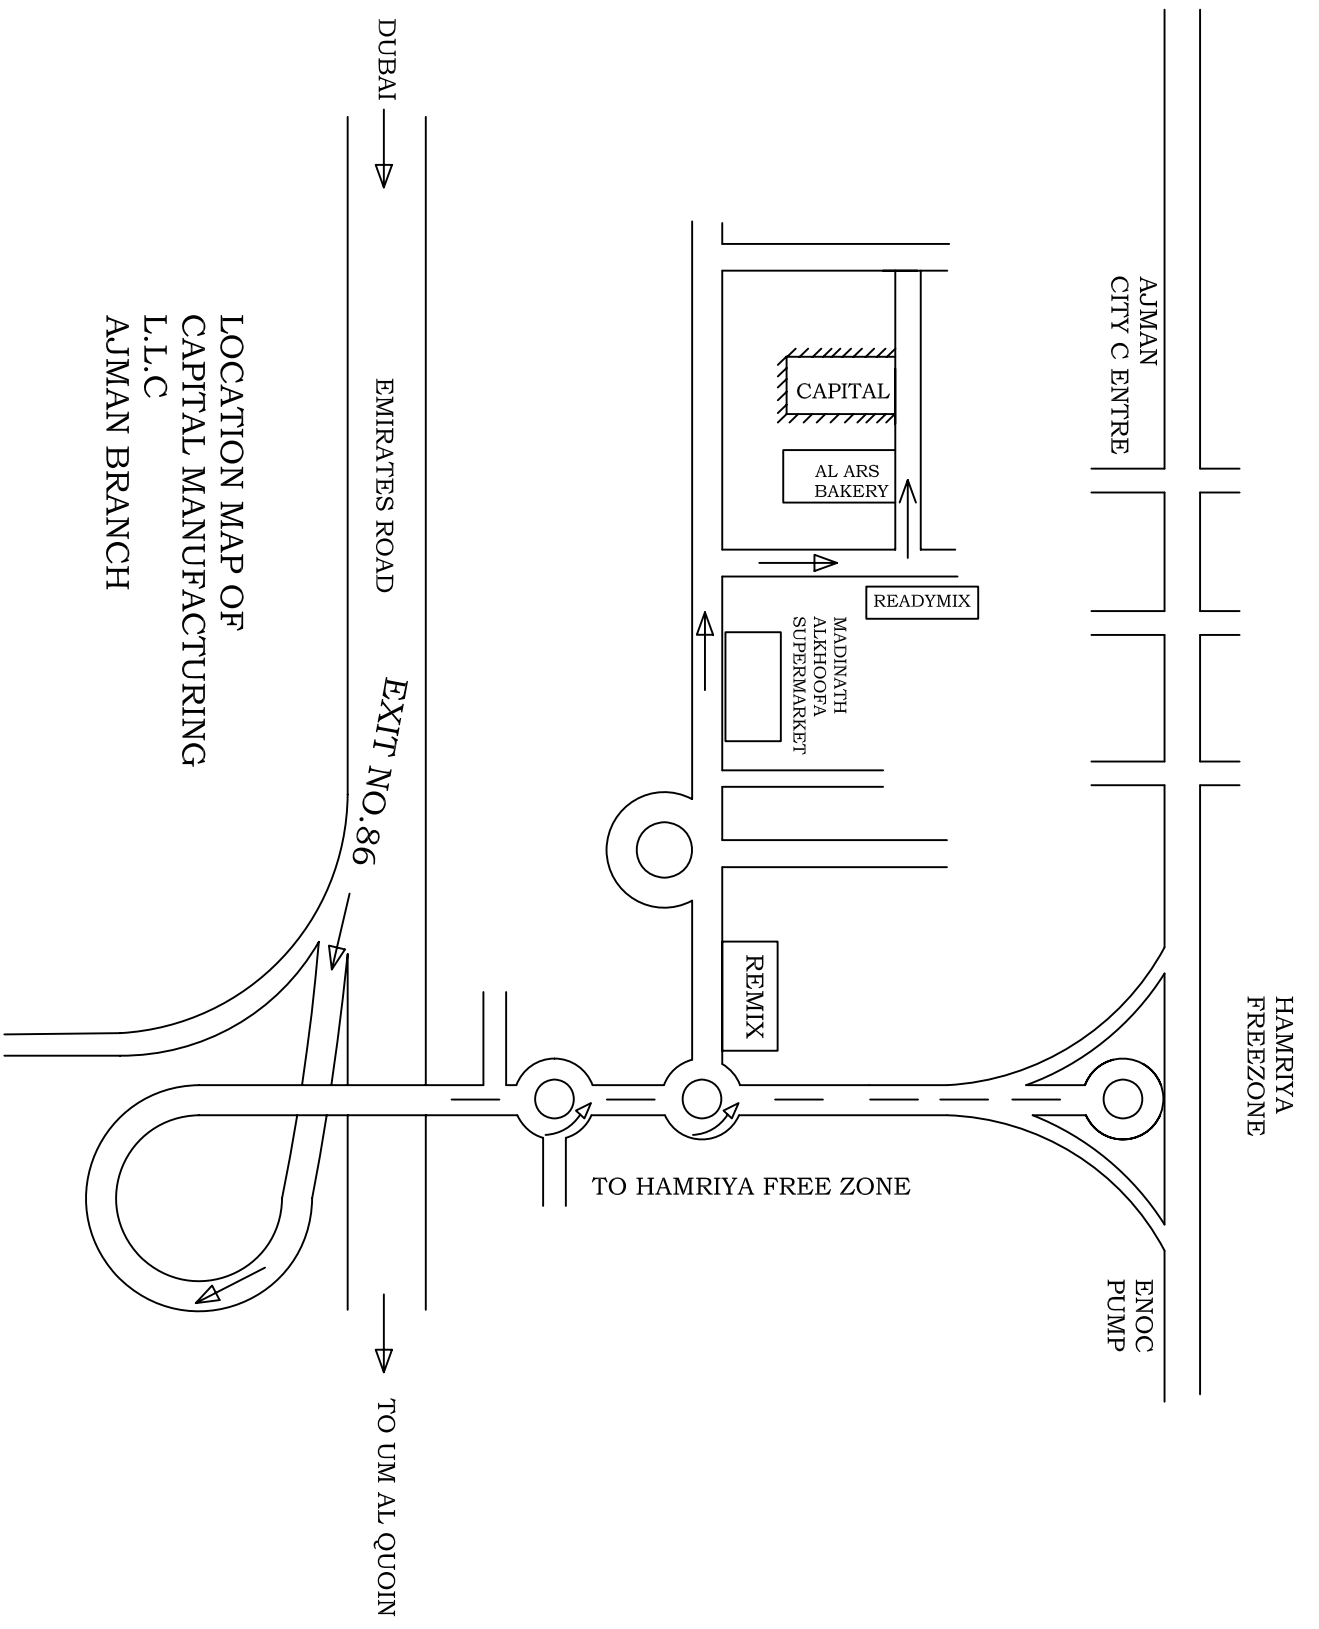 HAMRIYA
FREEZONE
AJMAN
CITY C ENTRE
ENOC
PUMP
CAPITAL
AL ARS
BAKERY
READYMIX
MADINATH
ALKHOOFA
SUPERMARKET
REMIX
TO HAMRIYA FREE ZONE
DUBAI
EMIRATES ROAD
EXIT NO.86
TO UM AL QUOIN
LOCATION MAP OF
CAPITAL MANUFACTURING
L.L.C
AJMAN BRANCH